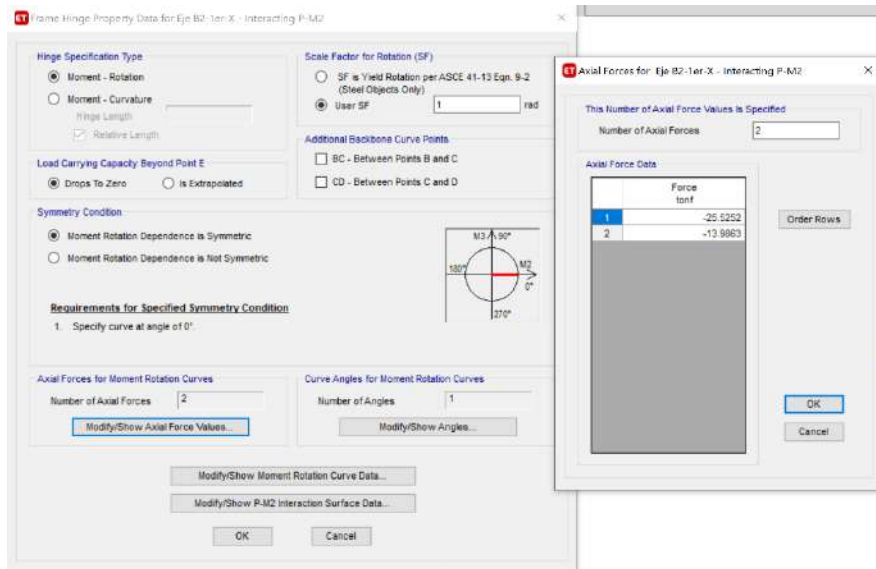 Frame Hinge Property Data for Eje B2-1er-X - Interacting P-M2
Hinge Specification Type
Moment - Rotation
Moment - Curvature
Hinge Length
Relative Length
Scale Factor for Rotation (SF)
SF is Yield Rotation per ASCE 41-13 Eqn. 9-2
(Steel Objects Only)
User SF
1
rad
Load Carrying Capacity Beyond Point E
Drops To Zero
Is Extrapolated
Additional Backbone Curve Points
BC - Between Points B and C
CD - Between Points C and D
Symmetry Condition
Moment Rotation Dependence is Symmetric
Moment Rotation Dependence is Not Symmetric
M3
90°
180°
M2
0°
270°
Requirements for Specified Symmetry Condition
1. Specify curve at angle of 0°.
Axial Forces for Moment Rotation Curves
Number of Axial Forces
2
Modify/Show Axial Force Values...
Curve Angles for Moment Rotation Curves
Number of Angles
1
Modify/Show Angles...
Modify/Show Moment Rotation Curve Data...
Modify/Show P-M2 Interaction Surface Data...
OK
Cancel
Axial Forces for Eje B2-1er-X - Interacting P-M2
This Number of Axial Force Values Is Specified
Number of Axial Forces
2
Axial Force Data
Force
tonf
1 -25.5252
2 -13.9863
Order Rows
OK
Cancel